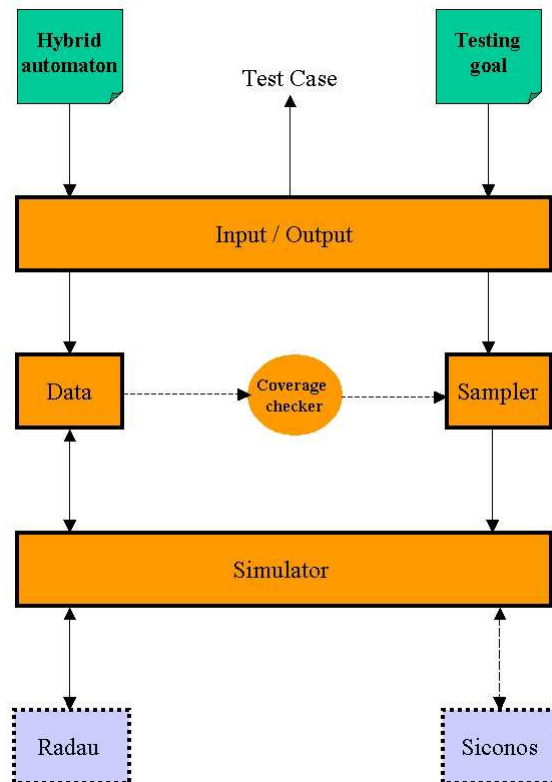 Hybrid
automaton
Testing
goal
Test Case
Input / Output
Data
Coverage
checker
Sampler
Simulator
Radau
Siconos